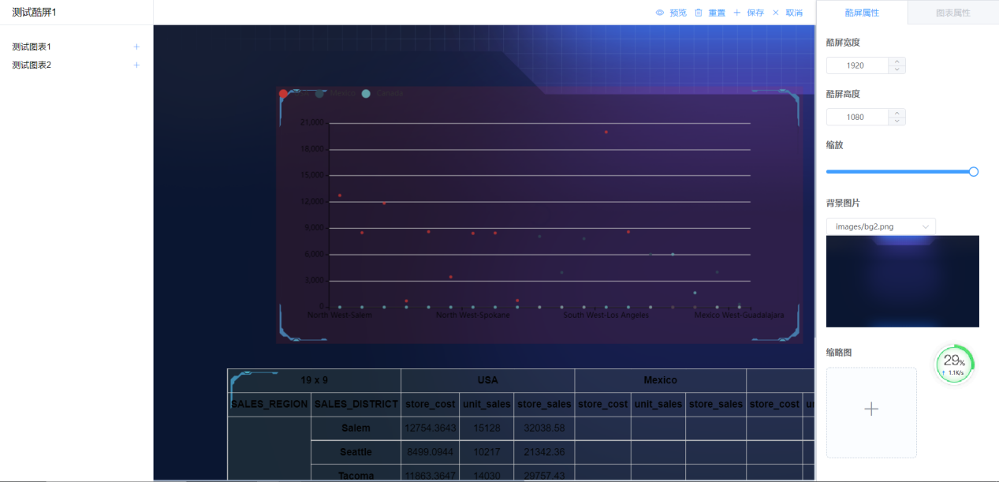 测试酷屏1
预览 重置 保存 取消
酷屏属性 图表属性
测试图表1
测试图表2
Mexico Canada
21,000
18,000
15,000
12,000
9,000
6,000
3,000
0
North West-Salem North West-Spokane South West-Los Angeles Mexico West-Guadalajara
19 x 9 USA Mexico
SALES_REGION SALES_DISTRICT store_cost unit_sales store_sales store_cost unit_sales store_sales store_cost
Salem 12754.3643 15128 32038.58
Seattle 8499.0944 10217 21342.36
Tacoma 11863.3647 14030 29757.43
酷屏宽度
1920
酷屏高度
1080
缩放
背景图片
images/bg2.png
缩略图
29%
1.1K/s